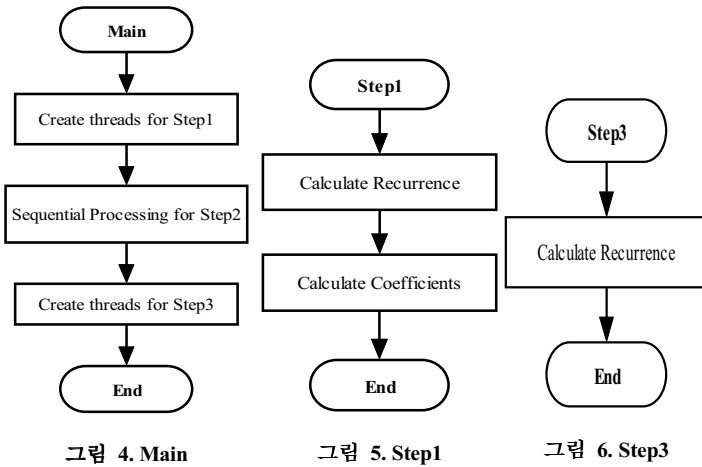 Main
Create threads for Step1
Sequential Processing for Step2
Create threads for Step3
End
그림 4. Main
Step1
Calculate Recurrence
Calculate Coefficients
End
그림 5. Step1
Step3
Calculate Recurrence
End
그림 6. Step3